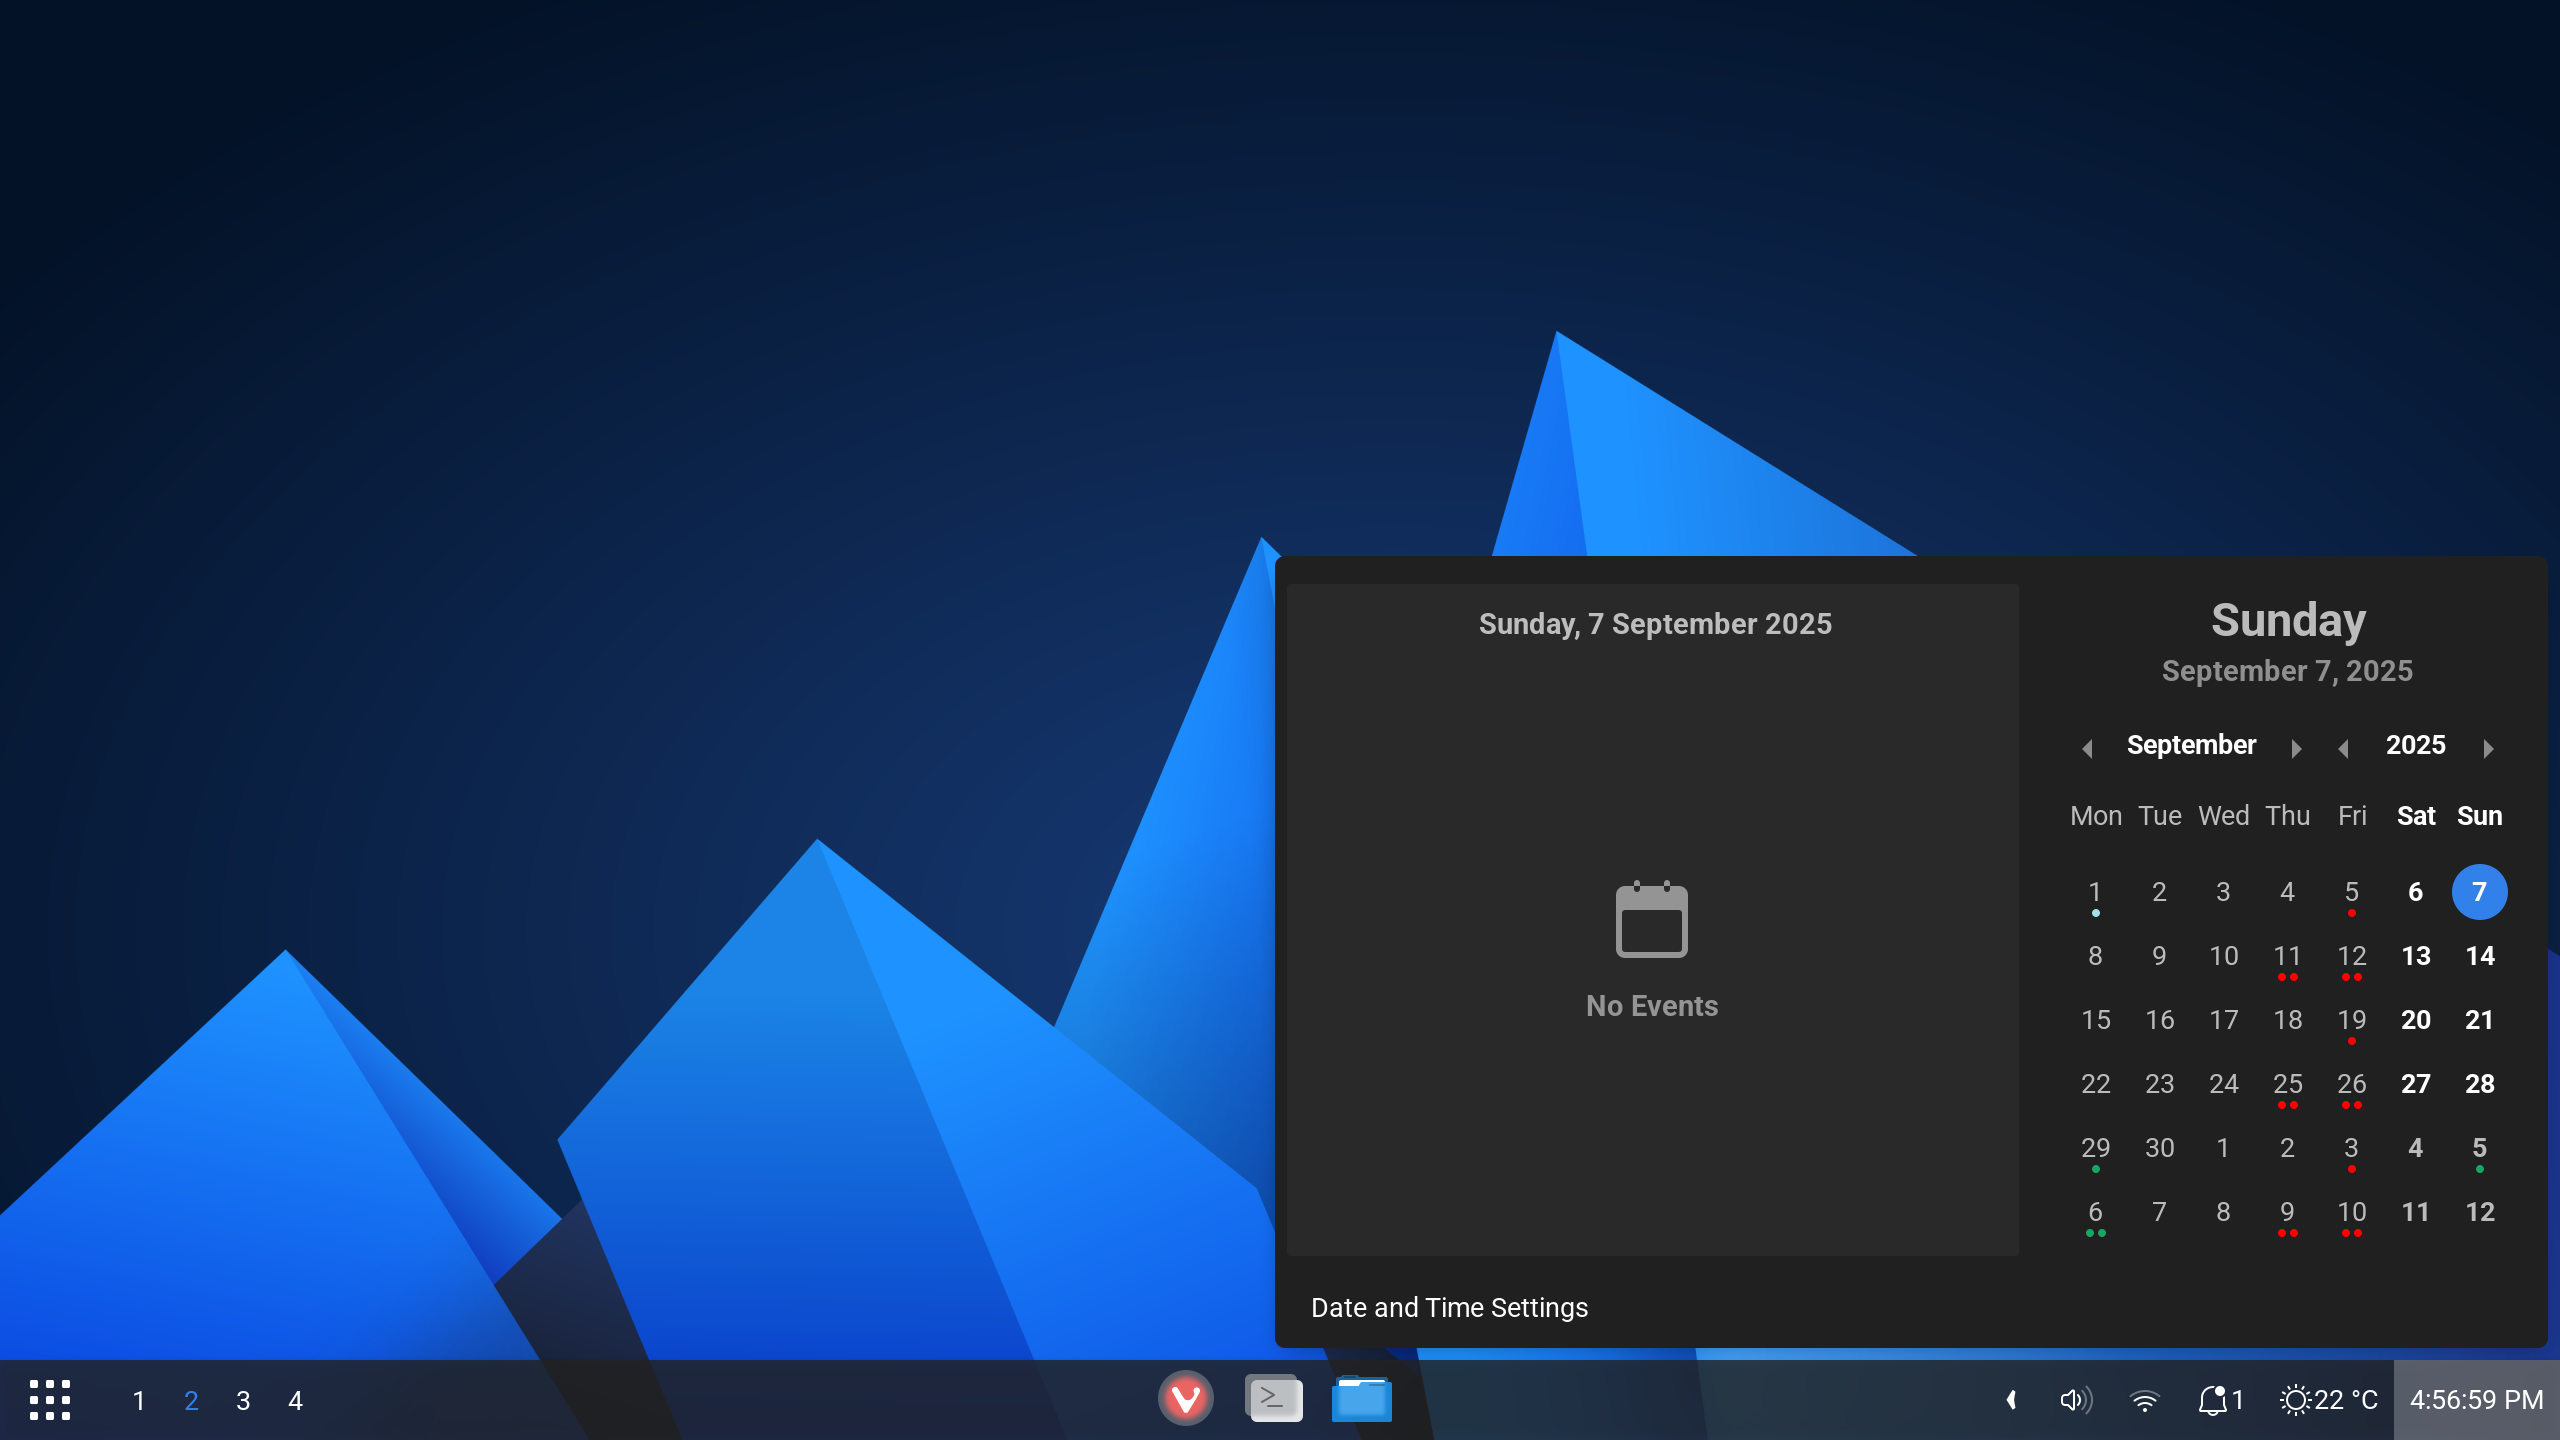 Sunday, 7 September 2025
No Events
Date and Time Settings
Sunday
September 7, 2025
September 2025
Mon Tue Wed Thu Fri Sat Sun
1 2 3 4 5 6 7
8 9 10 11 12 13 14
15 16 17 18 19 20 21
22 23 24 25 26 27 28
29 30 1 2 3 4 5
6 7 8 9 10 11 12
1 2 3 4
1 22 °C 4:56:59 PM